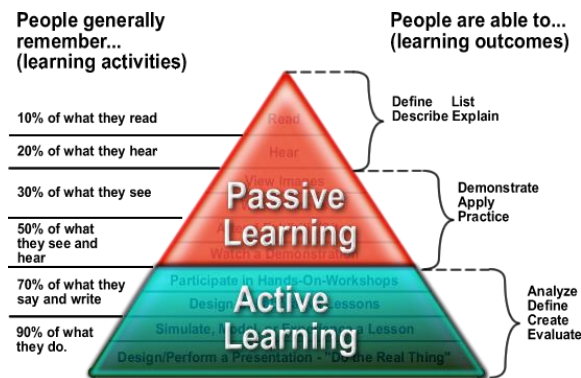 People generally
remember...
(learning activities)
People are able to...
(learning outcomes)
10% of what they read
20% of what they hear
30% of what they see
50% of what
they see and
hear
70% of what they
say and write
90% of what
they do.
Read
Hear
View Images
Watch a Demonstration
Participate in Hands-On-Workshops
Design Lessons
Simulate, Model, a Lesson
Design/Perform a Presentation - "Do the Real Thing"
Passive
Learning
Active
Learning
Define List
Describe Explain
Demonstrate
Apply
Practice
Analyze
Define
Create
Evaluate